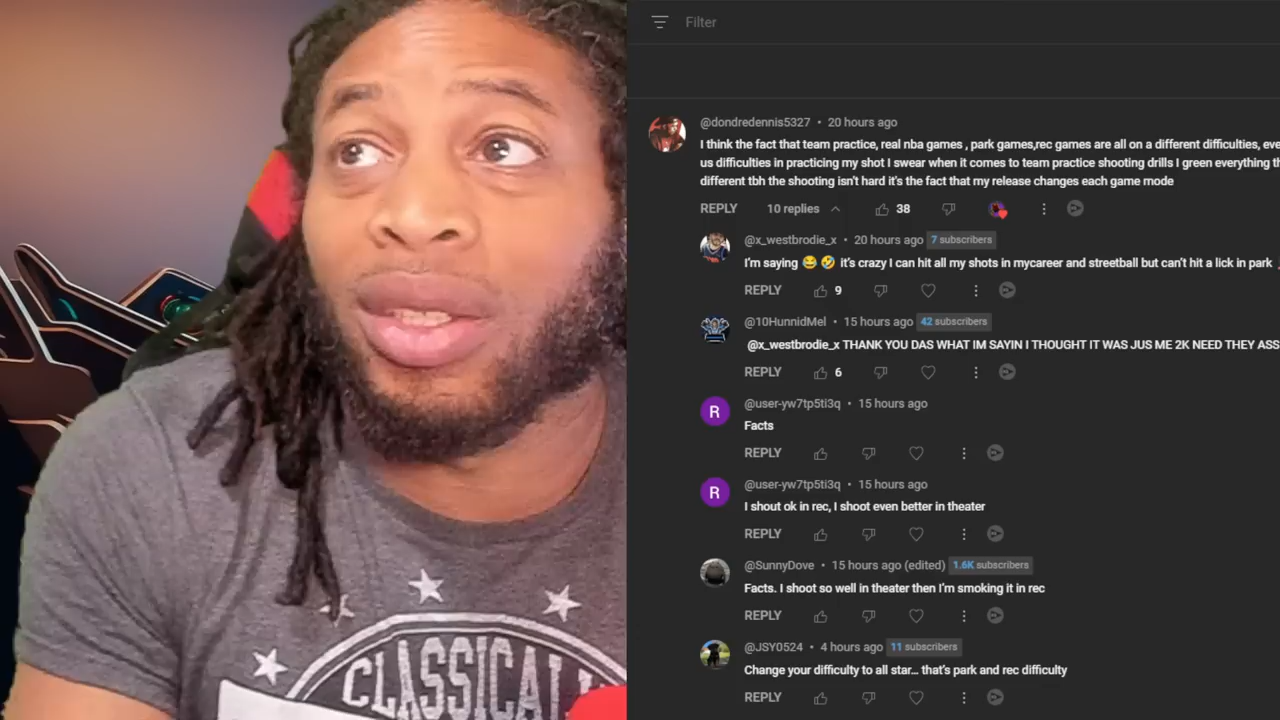 Filter
@dondredennis5327 • 20 hours ago
I think the fact that team practice, real nba games , park games,rec games are all on a different difficulties, eve
us difficulties in practicing my shot I swear when it comes to team practice shooting drills I green everything th
different tbh the shooting isn't hard it's the fact that my release changes each game mode
REPLY 10 replies 38
@x_westbrodie_x • 20 hours ago 7 subscribers
I'm saying 😂 🤣 it's crazy I can hit all my shots in mycareer and streetball but can't hit a lick in park
REPLY 9
@10HunnidMel • 15 hours ago 42 subscribers
@x_westbrodie_x THANK YOU DAS WHAT IM SAYIN I THOUGHT IT WAS JUS ME 2K NEED THEY ASS
REPLY 6
R @user-yw7tp5ti3q • 15 hours ago
Facts
REPLY
R @user-yw7tp5ti3q • 15 hours ago
I shout ok in rec, I shoot even better in theater
REPLY
@SunnyDove • 15 hours ago (edited) 1.6K subscribers
Facts. I shoot so well in theater then I'm smoking it in rec
REPLY
@JSY0524 • 4 hours ago 11 subscribers
Change your difficulty to all star... that's park and rec difficulty
REPLY
CLASSICALL